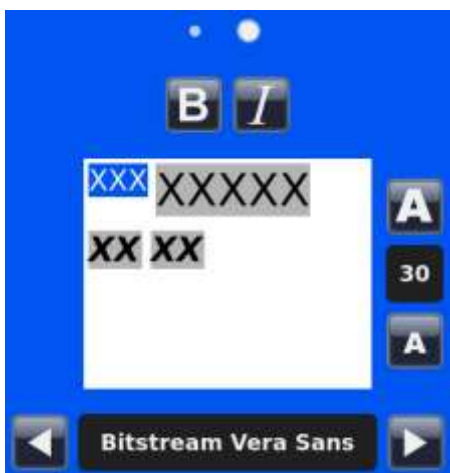 B I
XXX XXXXX
A
XX XX
30
A
Bitstream Vera Sans